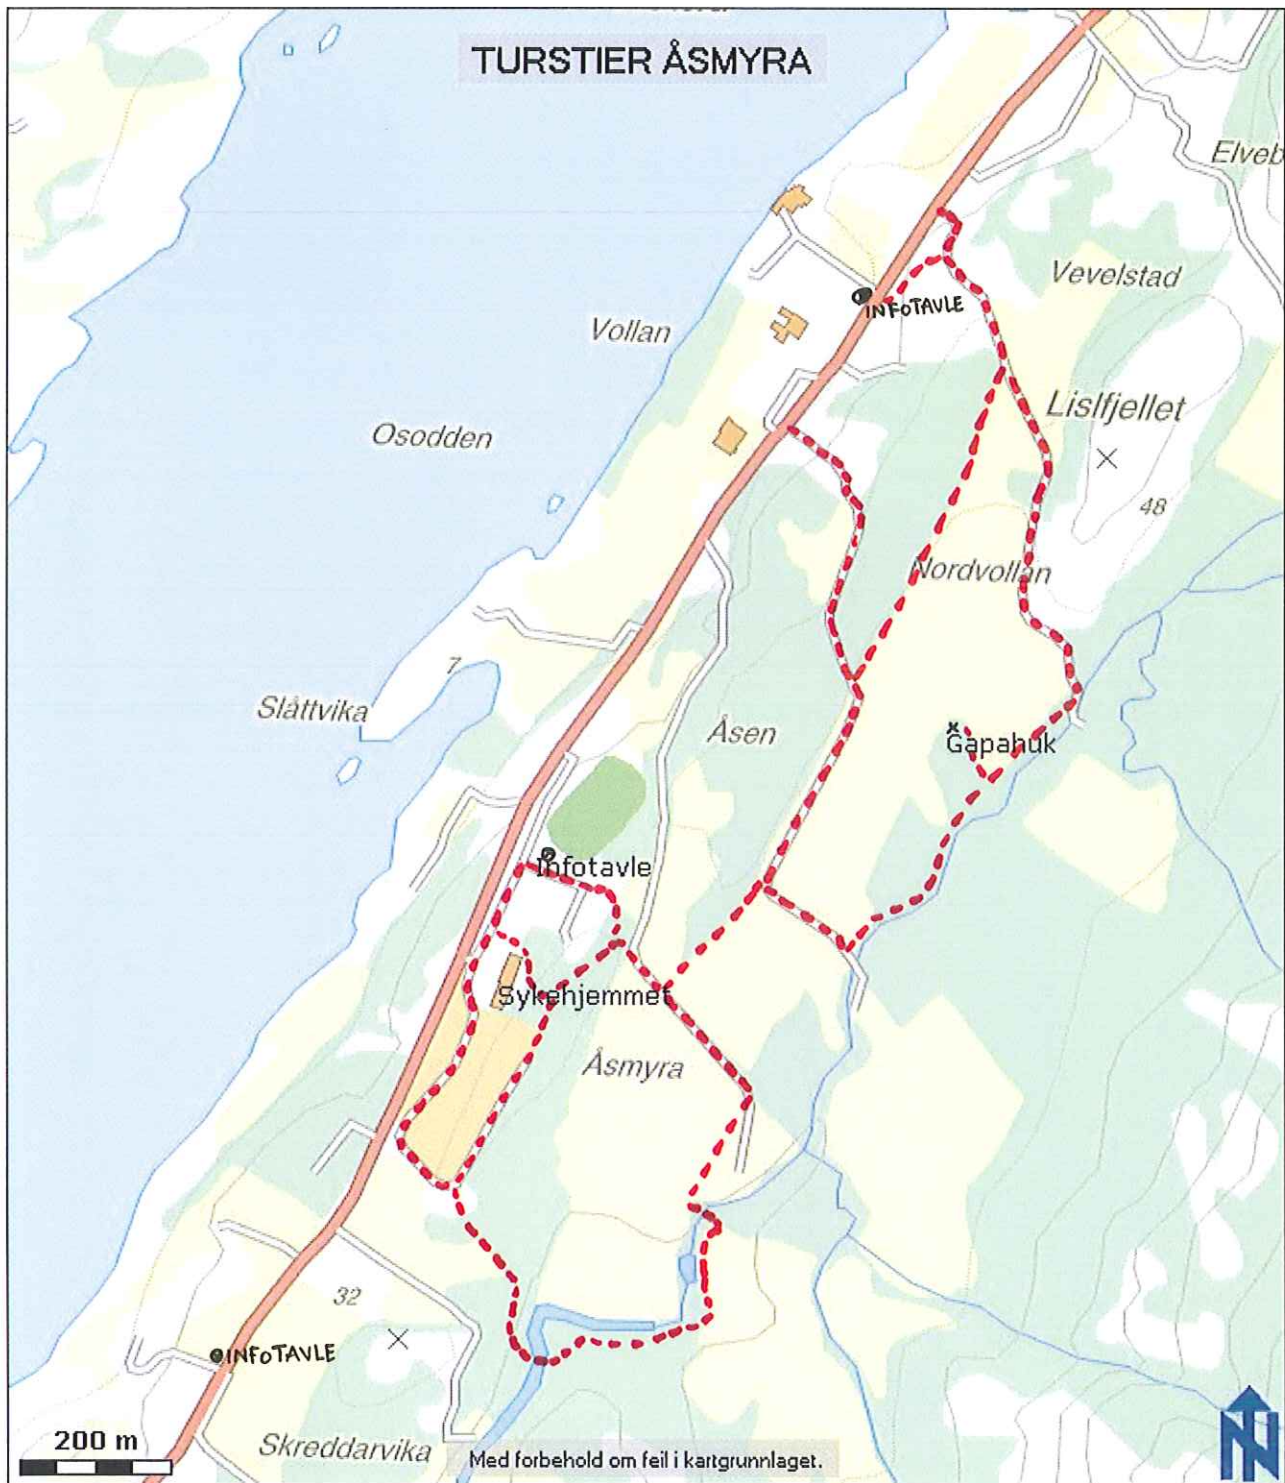 TURSTIER ÅSMYRA
Elveb
Vevelstad
INFOTAVLE
Vollan
Lislfjellet
Osodden
48
Nordvollan
7
Slåttvika
Åsen
Gapahuk
Infotavle
Sykehjemmet
Åsmyra
32
INFOTAVLE
200 m
Skreddarvika
Med forbehold om feil i kartgrunnlaget.
N